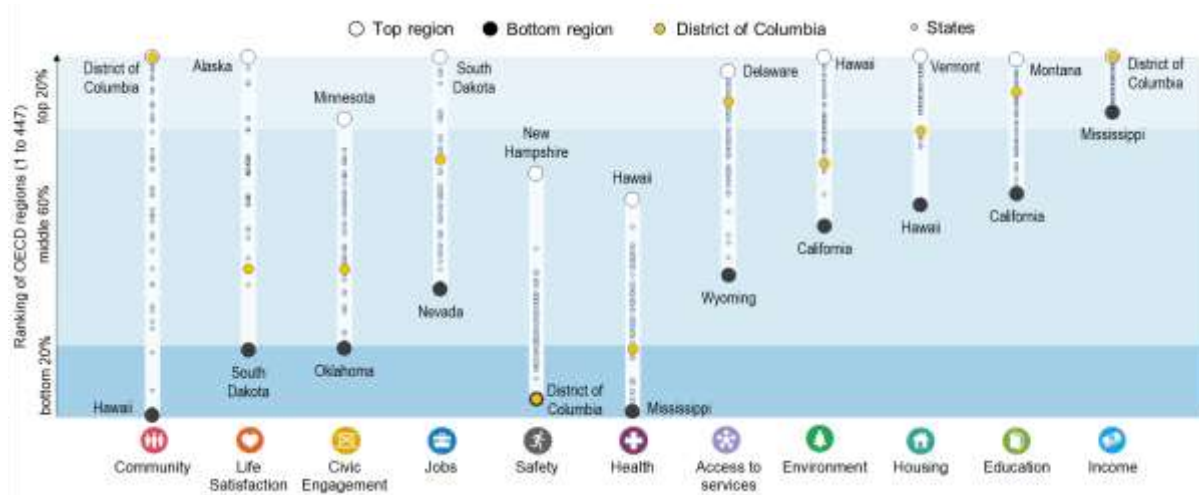 Top region
Bottom region
District of Columbia
States
Ranking of OECD regions (1 to 447)
top 20%
middle 60%
bottom 20%
District of
Columbia
Hawaii
Alaska
South
Dakota
Minnesota
Oklahoma
South
Dakota
Nevada
New
Hampshire
District of
Columbia
Hawaii
Mississippi
Delaware
Wyoming
Hawaii
California
Vermont
Hawaii
Montana
California
District of
Columbia
Mississippi
Community
Life
Satisfaction
Civic
Engagement
Jobs
Safety
Health
Access to
services
Environment
Housing
Education
Income